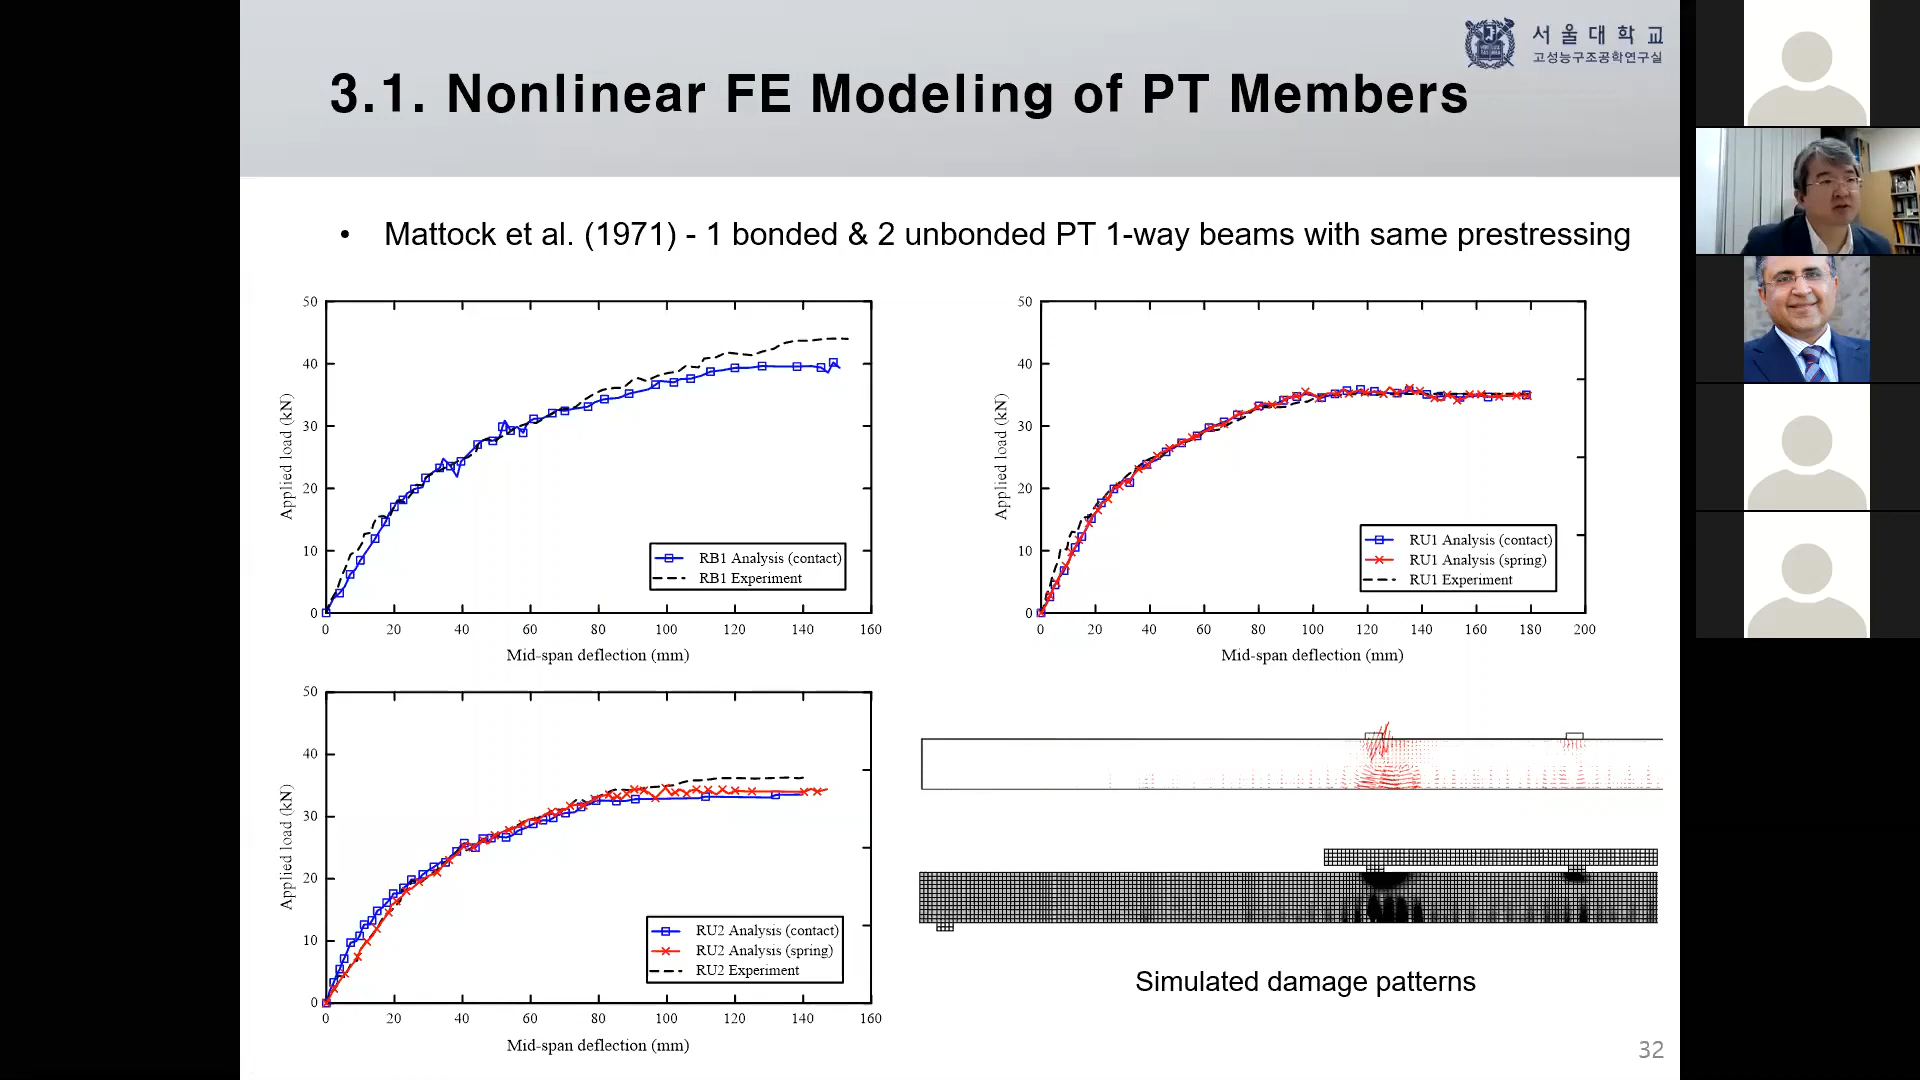 서울대학교
고성능구조공학연구실
3.1. Nonlinear FE Modeling of PT Members
• Mattock et al. (1971) - 1 bonded & 2 unbonded PT 1-way beams with same prestressing
50
40
30
20
10
0
Applied load (kN)
RB1 Analysis (contact)
RB1 Experiment
0 20 40 60 80 100 120 140 160
Mid-span deflection (mm)
50
40
30
20
10
0
Applied load (kN)
RU1 Analysis (contact)
RU1 Analysis (spring)
RU1 Experiment
0 20 40 60 80 100 120 140 160 180 200
Mid-span deflection (mm)
50
40
30
20
10
0
Applied load (kN)
RU2 Analysis (contact)
RU2 Analysis (spring)
RU2 Experiment
0 20 40 60 80 100 120 140 160
Mid-span deflection (mm)
Simulated damage patterns
32